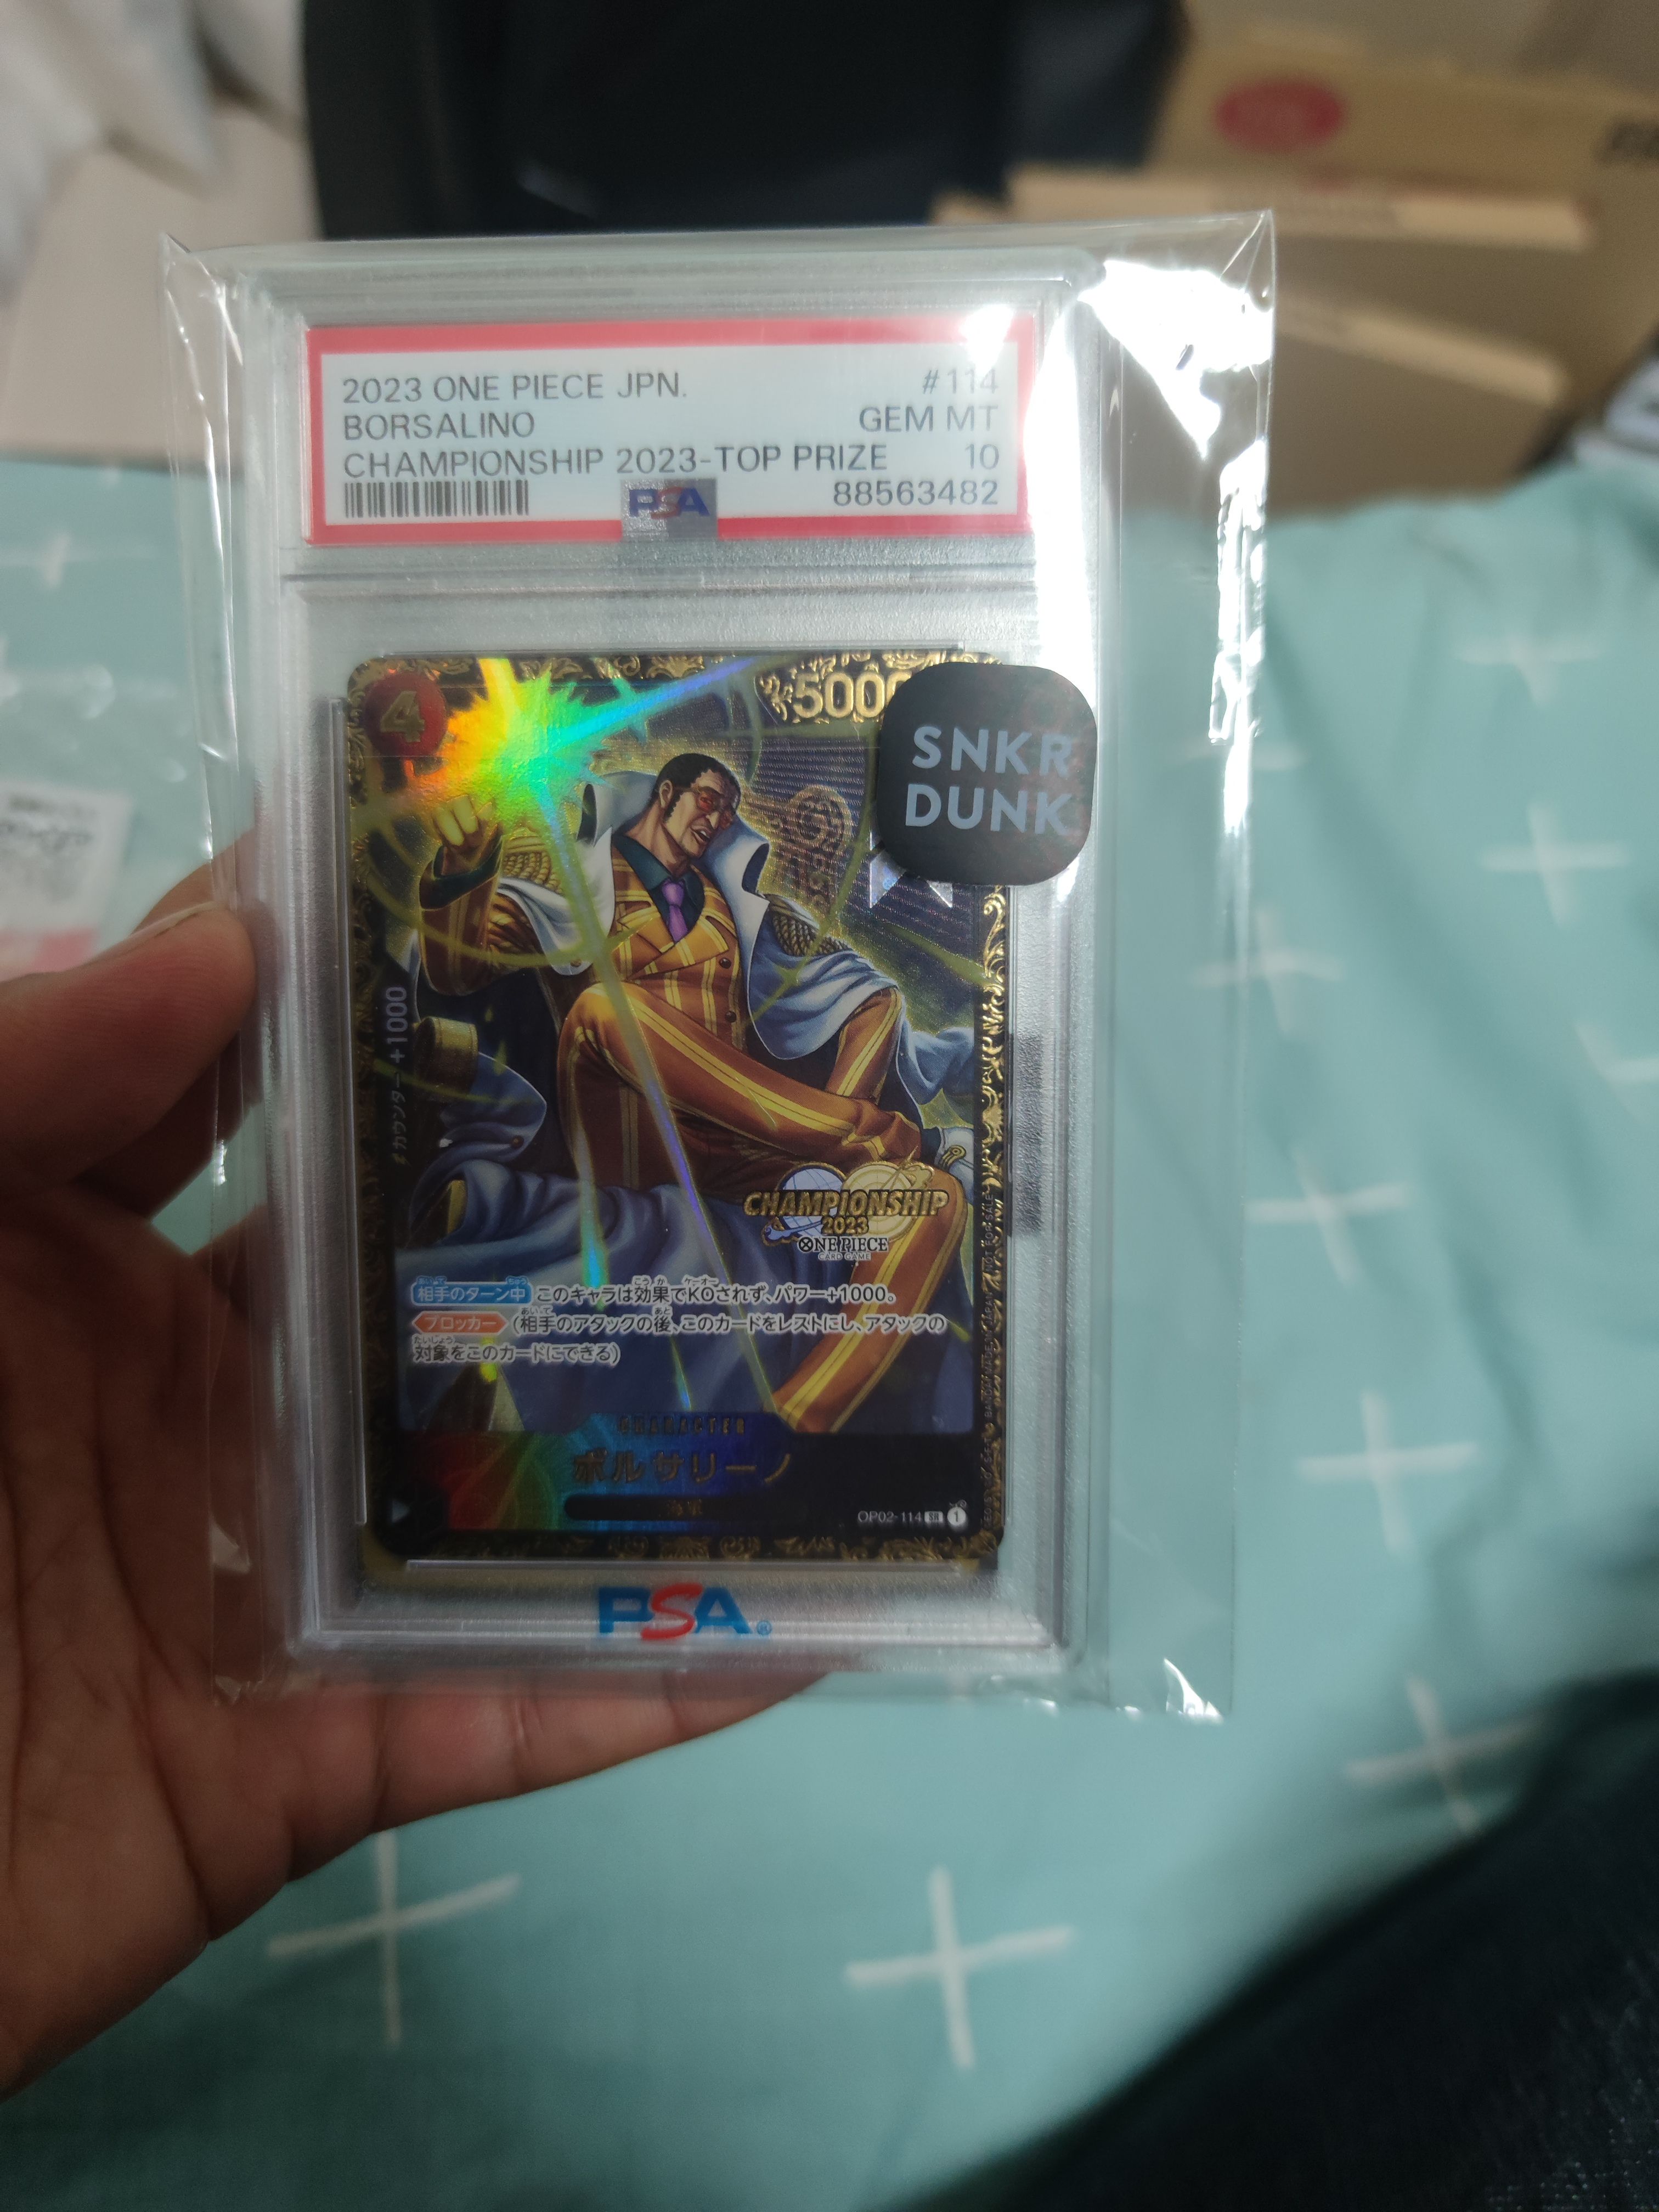 2023 ONE PIECE JPN. #114
BORSALINO GEM MT
CHAMPIONSHIP 2023-TOP PRIZE 10
PSA 88563482
4
500
SNKR
DUNK
カウンター+1000
CHAMPIONSHIP
2023
ONE PIECE
CARD GAME
相手のターン中 このキャラは効果でKOされず、パワー+1000。
ブロッカー (相手のアタックの後、このカードをレストにし、アタックの
対象をこのカードにできる)
CHARACTER
ボルサリーノ
海軍
OP02-114 SR 1
PSA®